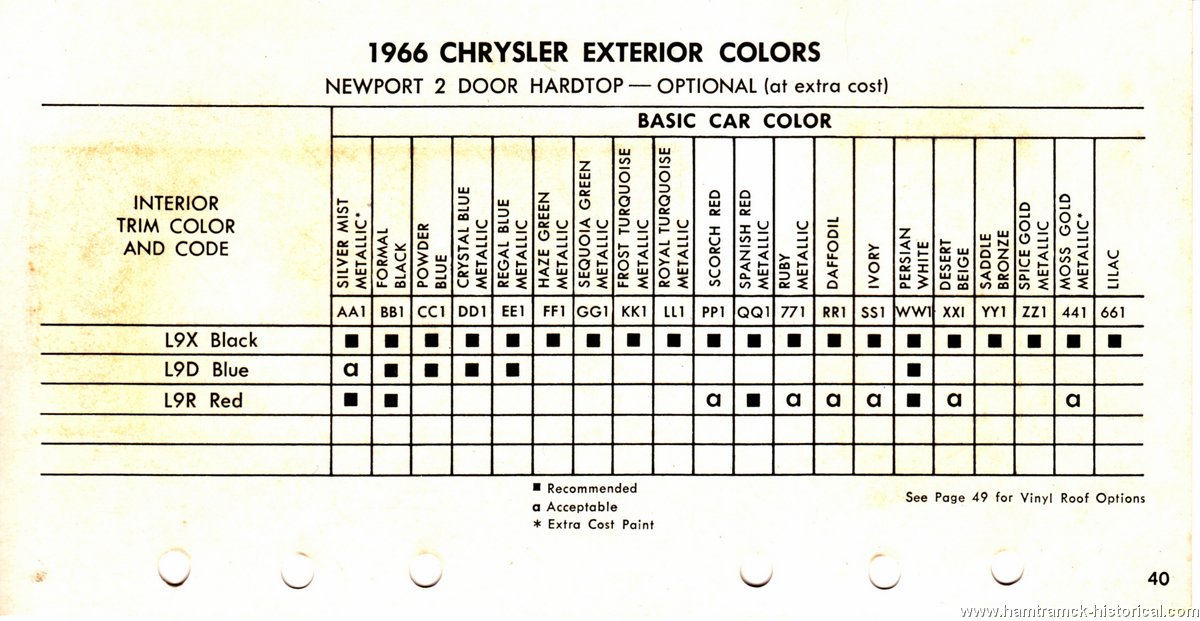 1966 CHRYSLER EXTERIOR COLORS
NEWPORT 2 DOOR HARDTOP — OPTIONAL (at extra cost)
BASIC CAR COLOR
INTERIOR
TRIM COLOR
AND CODE
SILVER MIST
METALLIC*
FORMAL
BLACK
POWDER
BLUE
CRYSTAL BLUE
METALLIC
REGAL BLUE
METALLIC
HAZE GREEN
METALLIC
SEQUOIA GREEN
METALLIC
FROST TURQUOISE
METALLIC
ROYAL TURQUOISE
METALLIC
SCORCH RED
SPANISH RED
METALLIC
RUBY
METALLIC
DAFFODIL
IVORY
PERSIAN
WHITE
DESERT
BEIGE
SADDLE
BRONZE
SPICE GOLD
METALLIC
MOSS GOLD
METALLIC*
LILAC
AA1 BB1 CC1 DD1 EE1 FF1 GG1 KK1 LL1 PP1 QQ1 771 RR1 SS1 WW1 XXI YY1 ZZ1 441 661
L9X Black ■ ■ ■ ■ ■ ■ ■ ■ ■ ■ ■ ■ ■ ■ ■ ■ ■ ■ ■ ■
L9D Blue a ■ ■ ■ ■ ■
L9R Red ■ ■ a ■ a a a ■ a a
■ Recommended
a Acceptable
* Extra Cost Paint
See Page 49 for Vinyl Roof Options
40
www.hamtramck-historical.com